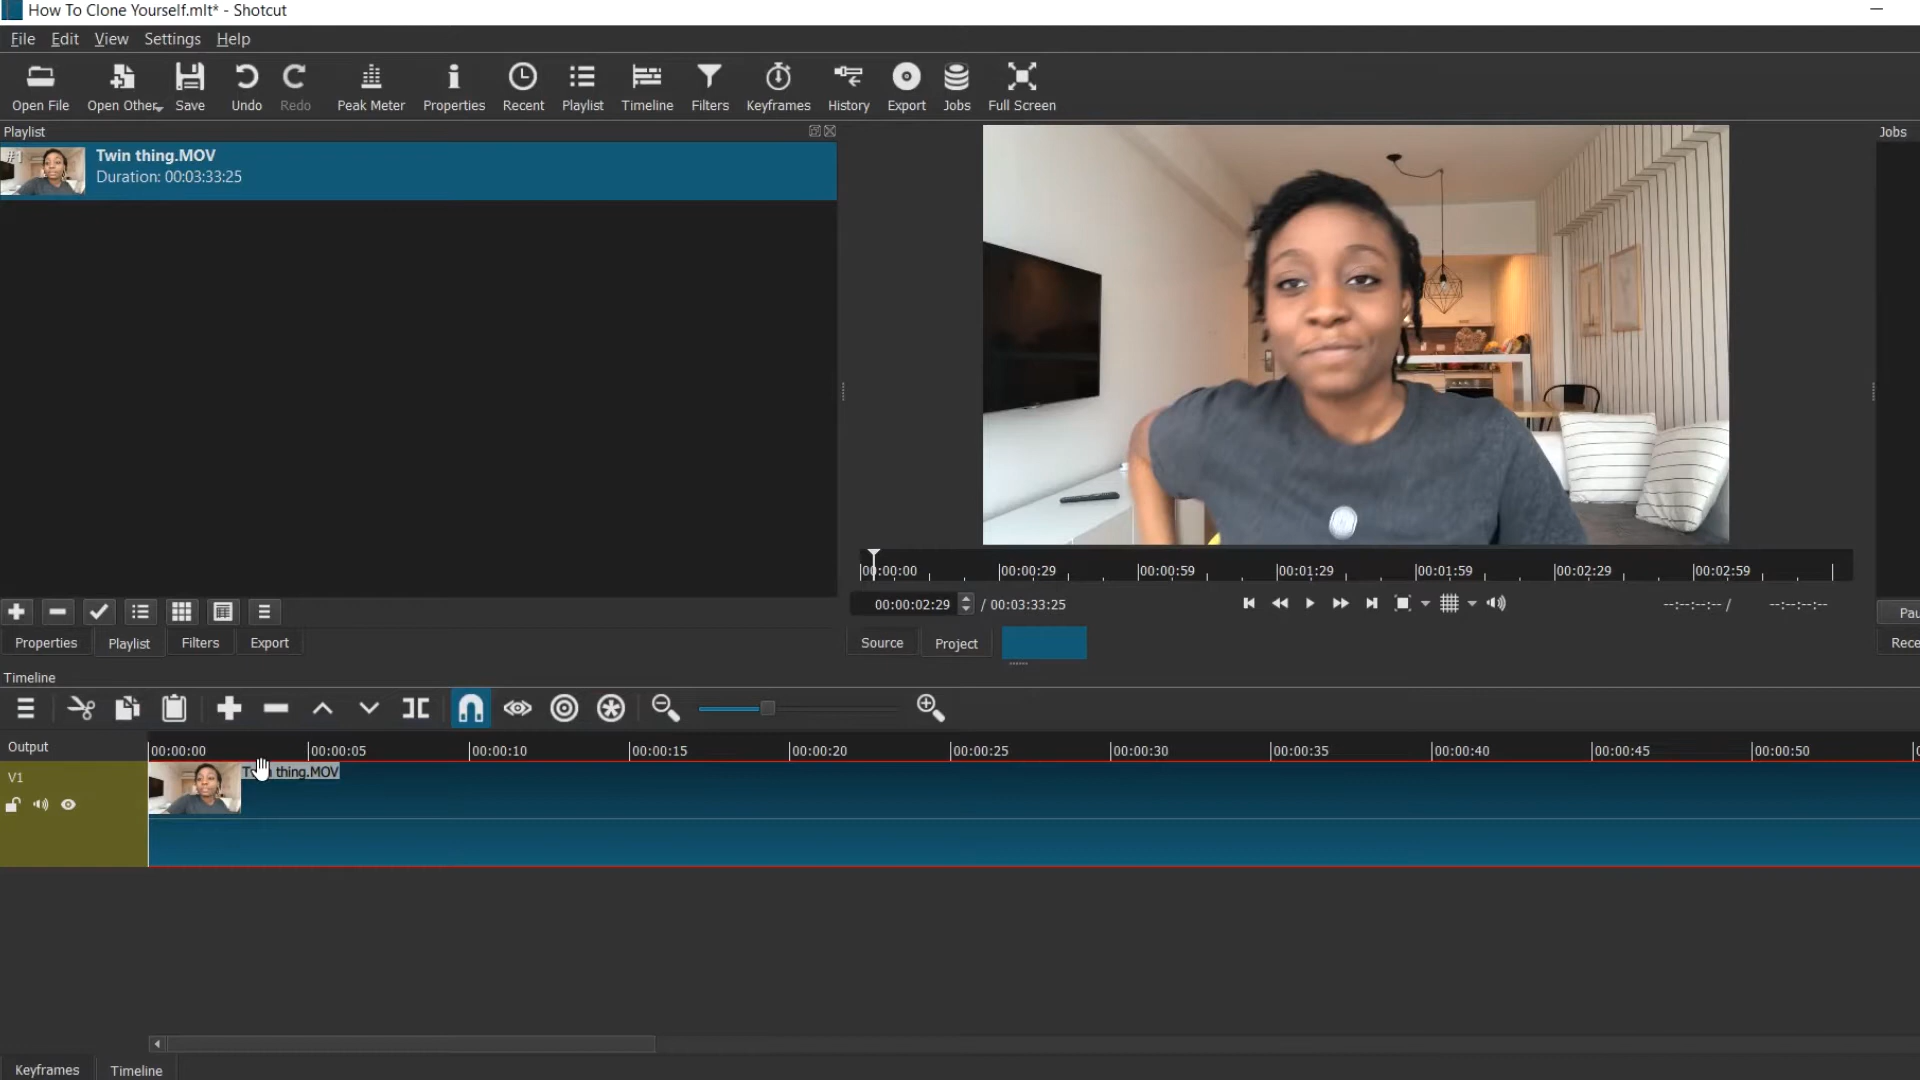 How To Clone Yourself.mlt* - Shotcut
File Edit View Settings Help
Open File Open Other Save Undo Redo Peak Meter Properties Recent Playlist Timeline Filters Keyframes History Export Jobs Full Screen
Playlist
Jobs
#1
Twin thing.MOV
Duration: 00:03:33:25
00:00:00 00:00:29 00:00:59 00:01:29 00:01:59 00:02:29 00:02:59
00:00:02:29 / 00:03:33:25 --:--:--:-- / --:--:--:--
Pau
Properties Playlist Filters Export
Source Project
Rece
Timeline
Output
00:00:00 00:00:05 00:00:10 00:00:15 00:00:20 00:00:25 00:00:30 00:00:35 00:00:40 00:00:45 00:00:50
V1
thing.MOV
Keyframes Timeline